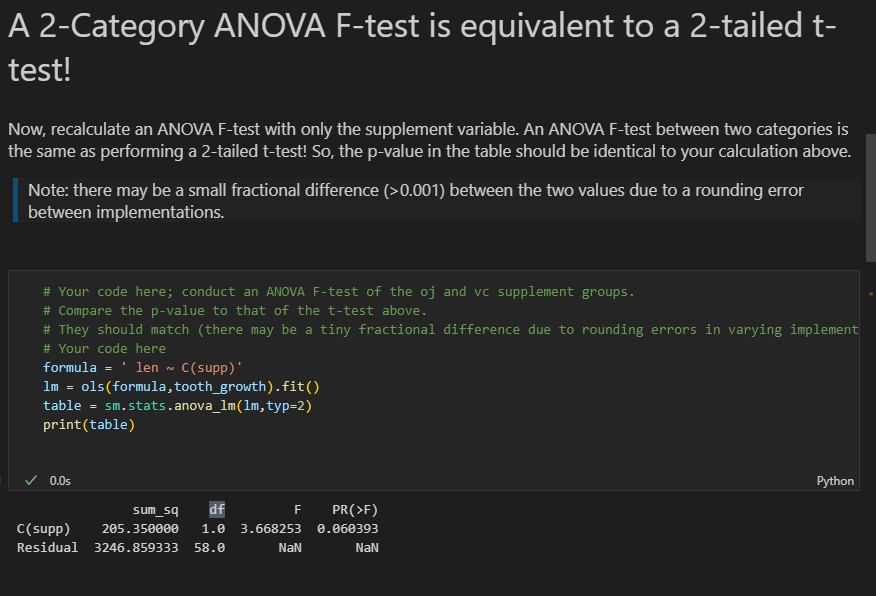 A 2-Category ANOVA F-test is equivalent to a 2-tailed t-
test!
Now, recalculate an ANOVA F-test with only the supplement variable. An ANOVA F-test between two categories is
the same as performing a 2-tailed t-test! So, the p-value in the table should be identical to your calculation above.
Note: there may be a small fractional difference (>0.001) between the two values due to a rounding error
between implementations.
# Your code here; conduct an ANOVA F-test of the oj and vc supplement groups.
# Compare the p-value to that of the t-test above.
# They should match (there may be a tiny fractional difference due to rounding errors in varying implement
# Your code here
formula = ' len ~ C(supp)'
lm = ols(formula,tooth_growth).fit()
table = sm.stats.anova_lm(lm,typ=2)
print(table)
0.0s
Python
sum_sq df F PR(>F)
C(supp) 205.350000 1.0 3.668253 0.060393
Residual 3246.859333 58.0 NaN NaN